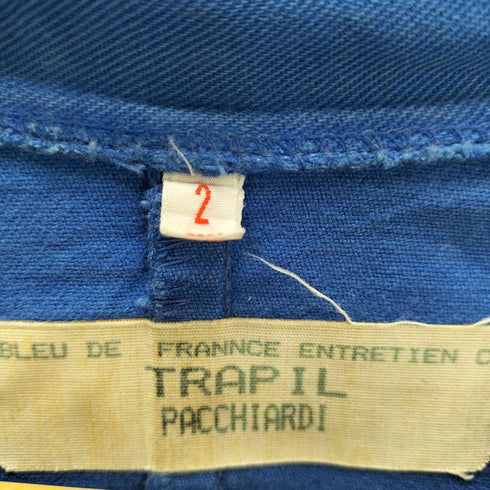 2
BLEU DE FRANNCE ENTRETIEN
TRAPIL
PACCHIARDI